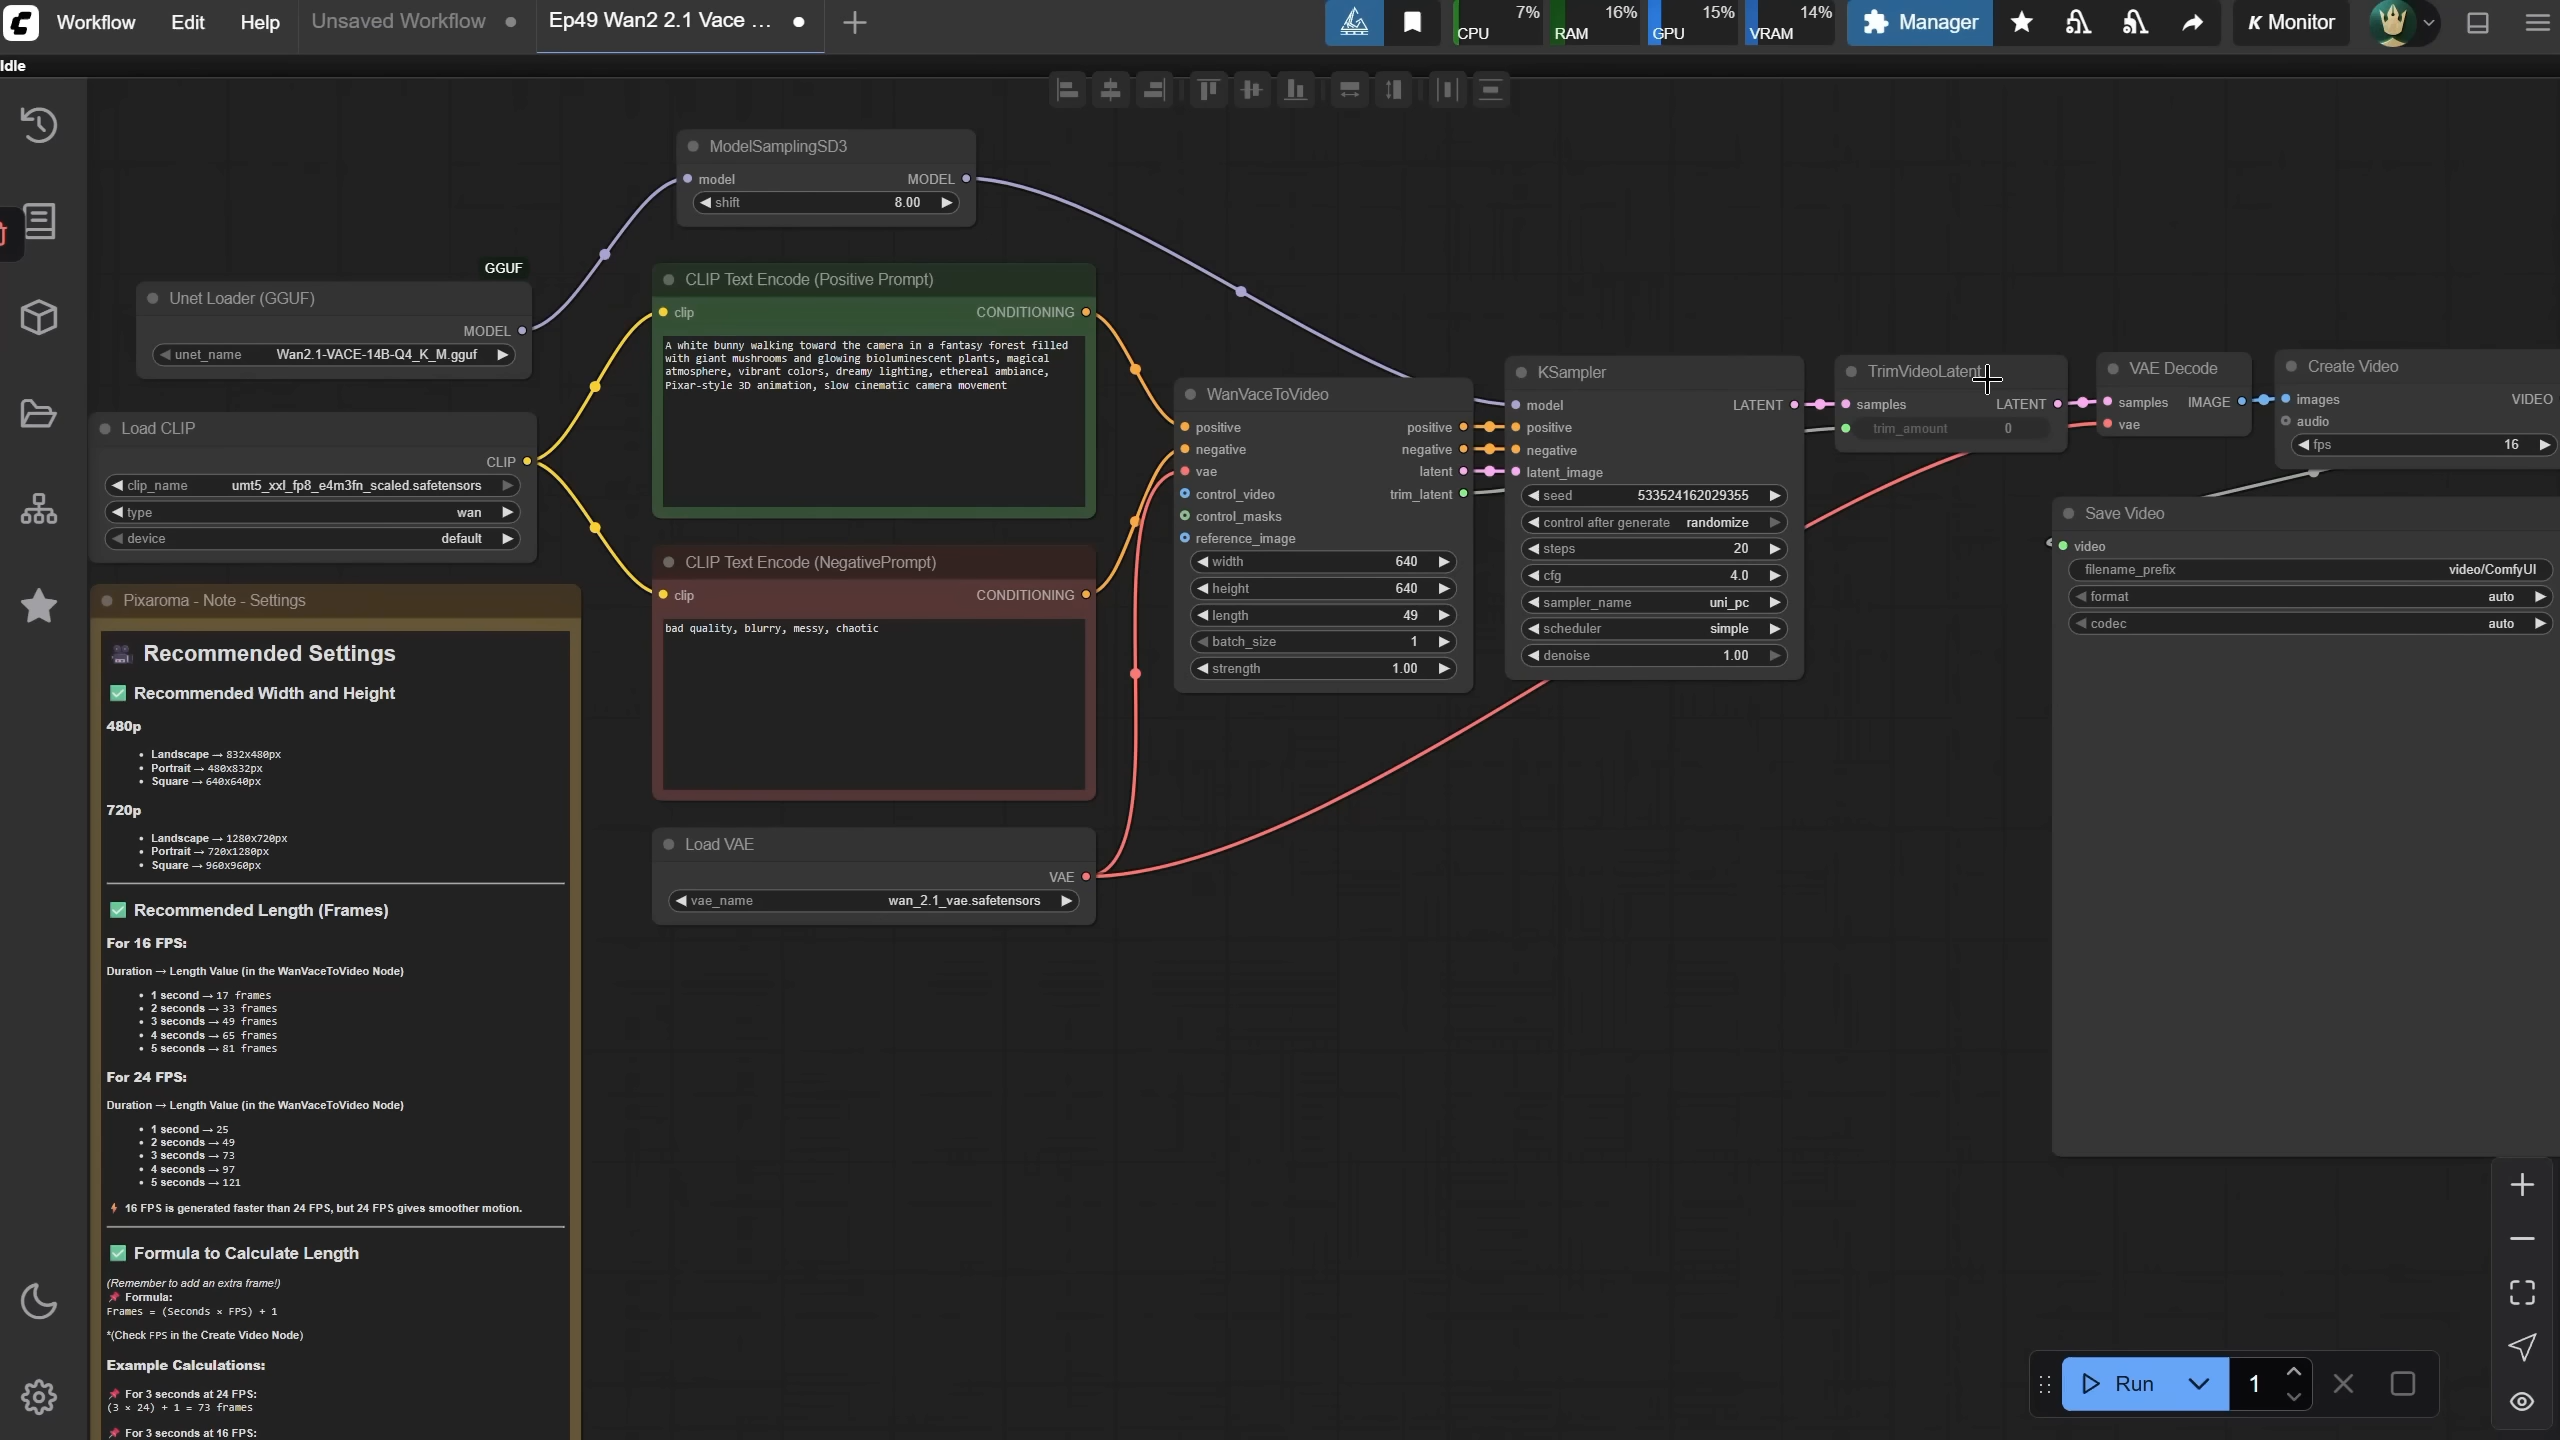 Workflow Edit Help Unsaved Workflow Ep49 Wan2 2.1 Vace ...
CPU 7% RAM 16% GPU 15% VRAM 14% Manager K Monitor
Idle
ModelSamplingSD3
model MODEL
shift 8.00
GGUF
Unet Loader (GGUF)
MODEL
unet_name Wan2.1-VACE-14B-Q4_K_M.gguf
Load CLIP
CLIP
clip_name umt5_xxl_fp8_e4m3fn_scaled.safetensors
type wan
device default
CLIP Text Encode (Positive Prompt)
clip CONDITIONING
A white bunny walking toward the camera in a fantasy forest filled
with giant mushrooms and glowing bioluminescent plants, magical
atmosphere, vibrant colors, dreamy lighting, ethereal ambiance,
Pixar-style 3D animation, slow cinematic camera movement
CLIP Text Encode (NegativePrompt)
clip CONDITIONING
bad quality, blurry, messy, chaotic
Load VAE
VAE
vae_name wan_2.1_vae.safetensors
WanVaceToVideo
positive positive
negative negative
vae latent
control_video trim_latent
control_masks
reference_image
width 640
height 640
length 49
batch_size 1
strength 1.00
KSampler
model LATENT
positive
negative
latent_image
seed 533524162029355
control after generate randomize
steps 20
cfg 4.0
sampler_name uni_pc
scheduler simple
denoise 1.00
TrimVideoLatent
samples LATENT
trim_amount 0
VAE Decode
samples IMAGE
vae
Create Video
images VIDEO
audio
fps 16
Save Video
video
filename_prefix video/ComfyUI
format auto
codec auto
Pixaroma - Note - Settings
🎥 Recommended Settings
✅ Recommended Width and Height
480p
• Landscape → 832x480px
• Portrait → 480x832px
• Square → 640x640px
720p
• Landscape → 1280x720px
• Portrait → 720x1280px
• Square → 960x960px
✅ Recommended Length (Frames)
For 16 FPS:
Duration → Length Value (in the WanVaceToVideo Node)
• 1 second → 17 frames
• 2 seconds → 33 frames
• 3 seconds → 49 frames
• 4 seconds → 65 frames
• 5 seconds → 81 frames
For 24 FPS:
Duration → Length Value (in the WanVaceToVideo Node)
• 1 second → 25
• 2 seconds → 49
• 3 seconds → 73
• 4 seconds → 97
• 5 seconds → 121
⚡ 16 FPS is generated faster than 24 FPS, but 24 FPS gives smoother motion.
✅ Formula to Calculate Length
(Remember to add an extra frame!)
📌 Formula:
Frames = (Seconds × FPS) + 1
*(Check FPS in the Create Video Node)
Example Calculations:
📌 For 3 seconds at 24 FPS:
(3 × 24) + 1 = 73 frames
📌 For 3 seconds at 16 FPS:
Run 1